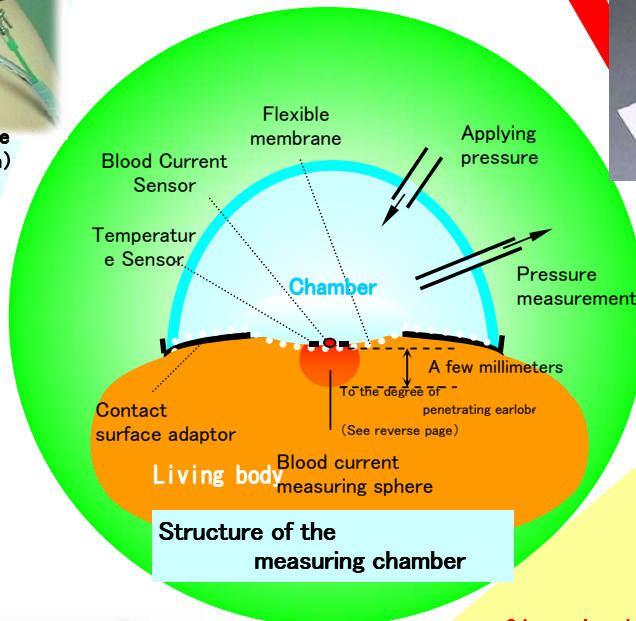 Flexible
membrane
Applying
pressure
Blood Current
Sensor
Temperatur
e Sensor
Chamber
Pressure
measurement
A few millimeters
To the degree of
penetrating earlobe
(See reverse page)
Contact
surface adaptor
Living body
Blood current
measuring sphere
Structure of the
measuring chamber